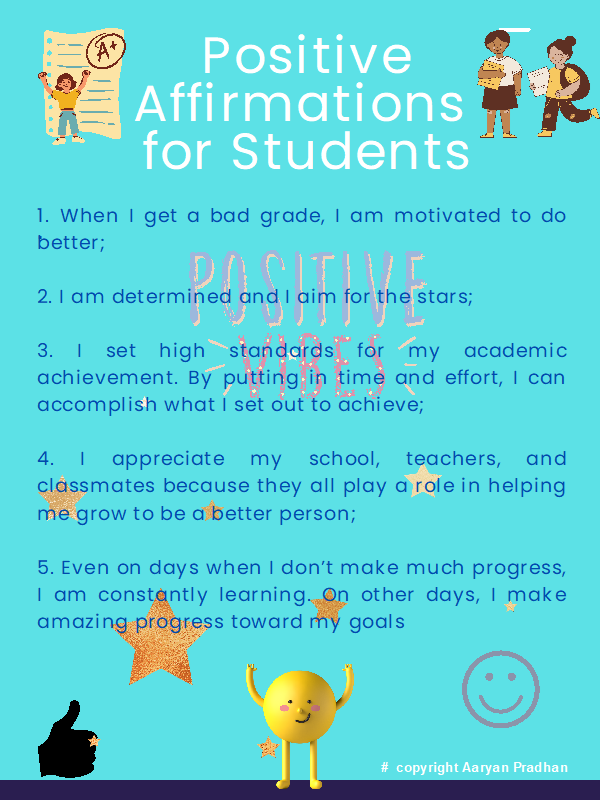 A+
Positive
Affirmations
for Students
1. When I get a bad grade, I am motivated to do
better;
POSITIVE
2. I am determined and I aim for the stars;
VIBES
3. I set high standards for my academic
achievement. By putting in time and effort, I can
accomplish what I set out to achieve;
4. I appreciate my school, teachers, and
classmates because they all play a role in helping
me grow to be a better person;
5. Even on days when I don’t make much progress,
I am constantly learning. On other days, I make
amazing progress toward my goals
# copyright Aaryan Pradhan